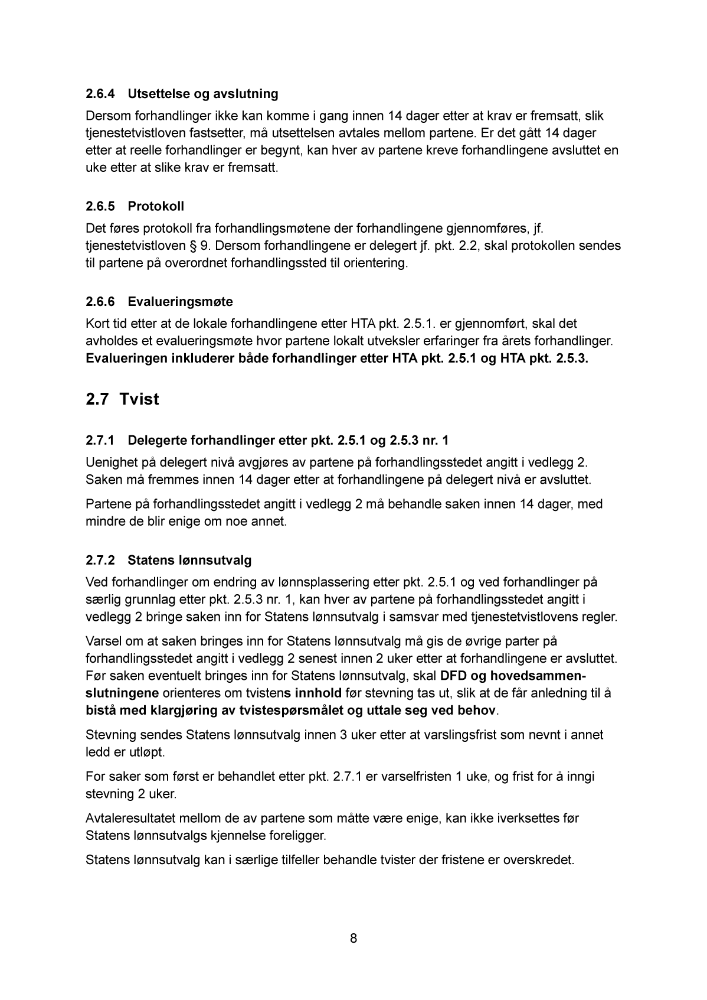 2.6.4 Utsettelse og avslutning
Dersom forhandlinger ikke kan komme i gang innen 14 dager etter at krav er fremsatt, slik
tjenestetvistloven fastsetter, må utsettelsen avtales mellom partene. Er det gått 14 dager
etter at reelle forhandlinger er begynt, kan hver av partene kreve forhandlingene avsluttet en
uke etter at slike krav er fremsatt.
2.6.5 Protokoll
Det føres protokoll fra forhandlingsmøtene der forhandlingene gjennomføres, jf.
tjenestetvistloven § 9. Dersom forhandlingene er delegert jf. pkt. 2.2, skal protokollen sendes
til partene på overordnet forhandlingssted til orientering.
2.6.6 Evalueringsmøte
Kort tid etter at de lokale forhandlingene etter HTA pkt. 2.5.1. er gjennomført, skal det
avholdes et evalueringsmøte hvor partene lokalt utveksler erfaringer fra årets forhandlinger.
Evalueringen inkluderer både forhandlinger etter HTA pkt. 2.5.1 og HTA pkt. 2.5.3.
2.7 Tvist
2.7.1 Delegerte forhandlinger etter pkt. 2.5.1 og 2.5.3 nr. 1
Uenighet på delegert nivå avgjøres av partene på forhandlingsstedet angitt i vedlegg 2.
Saken må fremmes innen 14 dager etter at forhandlingene på delegert nivå er avsluttet.
Partene på forhandlingsstedet angitt i vedlegg 2 må behandle saken innen 14 dager, med
mindre de blir enige om noe annet.
2.7.2 Statens lønnsutvalg
Ved forhandlinger om endring av lønnsplassering etter pkt. 2.5.1 og ved forhandlinger på
særlig grunnlag etter pkt. 2.5.3 nr. 1, kan hver av partene på forhandlingsstedet angitt i
vedlegg 2 bringe saken inn for Statens lønnsutvalg i samsvar med tjenestetvistlovens regler.
Varsel om at saken bringes inn for Statens lønnsutvalg må gis de øvrige parter på
forhandlingsstedet angitt i vedlegg 2 senest innen 2 uker etter at forhandlingene er avsluttet.
Før saken eventuelt bringes inn for Statens lønnsutvalg, skal DFD og hovedsammen-
slutningene orienteres om tvistens innhold før stevning tas ut, slik at de får anledning til å
bistå med klargjøring av tvistespørsmålet og uttale seg ved behov.
Stevning sendes Statens lønnsutvalg innen 3 uker etter at varslingsfrist som nevnt i annet
ledd er utløpt.
For saker som først er behandlet etter pkt. 2.7.1 er varselfristen 1 uke, og frist for å inngi
stevning 2 uker.
Avtaleresultatet mellom de av partene som måtte være enige, kan ikke iverksettes før
Statens lønnsutvalgs kjennelse foreligger.
Statens lønnsutvalg kan i særlige tilfeller behandle tvister der fristene er overskredet.
8